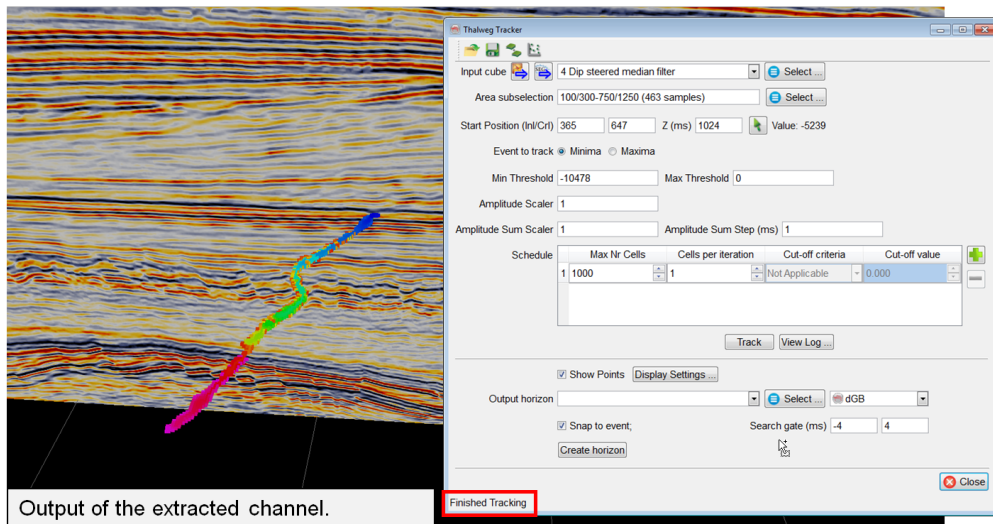 Thalweg Tracker
Input cube 4 Dip steered median filter Select ...
Area subselection 100/300-750/1250 (463 samples) Select ...
Start Position (Inl/Crl) 365 647 Z (ms) 1024 Value: -5239
Event to track Minima Maxima
Min Threshold -10478 Max Threshold 0
Amplitude Scaler 1
Amplitude Sum Scaler 1 Amplitude Sum Step (ms) 1
Schedule Max Nr Cells Cells per iteration Cut-off criteria Cut-off value
1 1000 1 Not Applicable 0.000
Track View Log ...
Show Points Display Settings ...
Output horizon Select ... dGB
Snap to event; Search gate (ms) -4 4
Create horizon
Close
Finished Tracking
Output of the extracted channel.